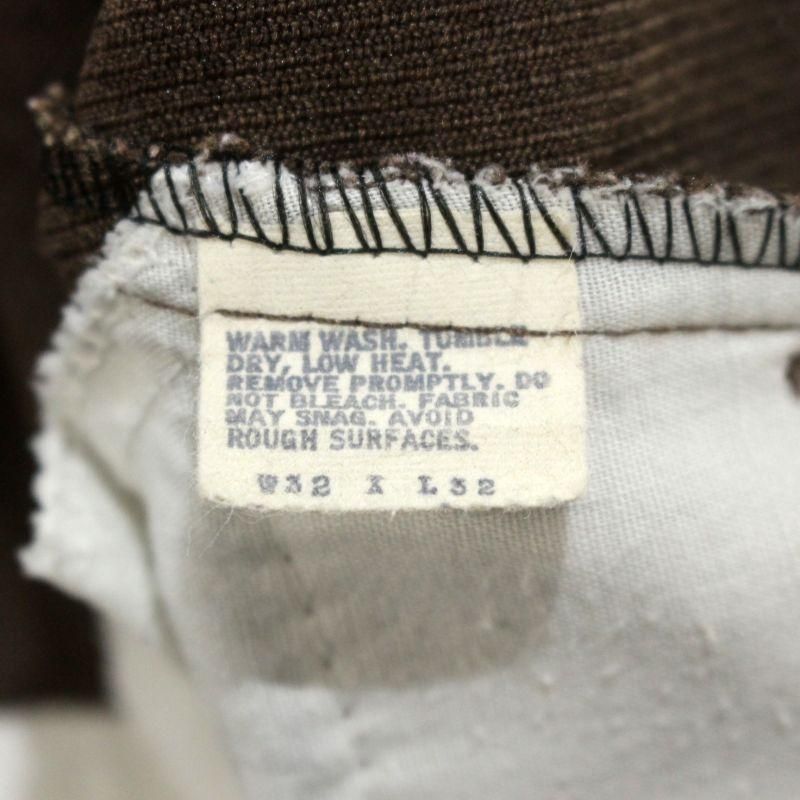 WARM WASH. TUMBLE
DRY, LOW HEAT.
REMOVE PROMPTLY. DO
NOT BLEACH. FABRIC
MAY SNAG. AVOID
ROUGH SURFACES.
W32 X L32